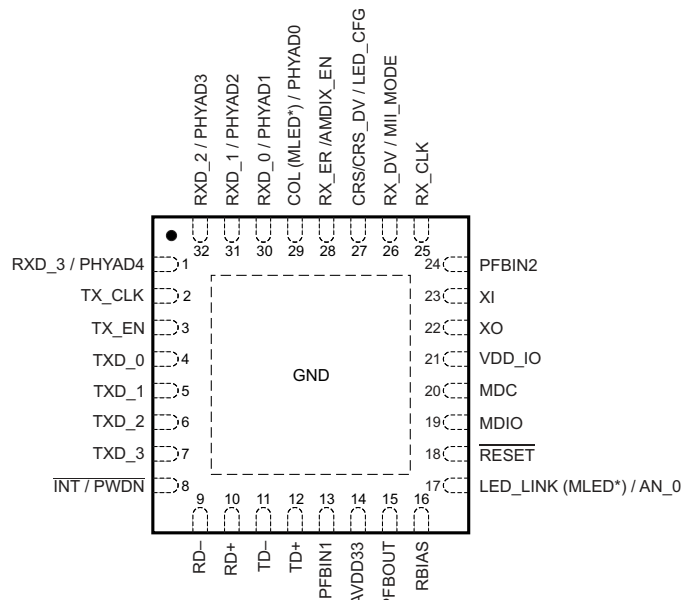 RXD_2 / PHYAD3
RXD_1 / PHYAD2
RXD_0 / PHYAD1
COL (MLED*) / PHYAD0
RX_ER /AMDIX_EN
CRS/CRS_DV / LED_CFG
RX_DV / MII_MODE
RX_CLK
32
31
30
29
28
27
26
25
RXD_3 / PHYAD4
1
TX_CLK
2
TX_EN
3
TXD_0
4
TXD_1
5
TXD_2
6
TXD_3
7
INT / PWDN
8
GND
24
PFBIN2
23
XI
22
XO
21
VDD_IO
20
MDC
19
MDIO
18
RESET
17
LED_LINK (MLED*) / AN_0
9
10
11
12
13
14
15
16
RD–
RD+
TD–
TD+
PFBIN1
AVDD33
PFBOUT
RBIAS